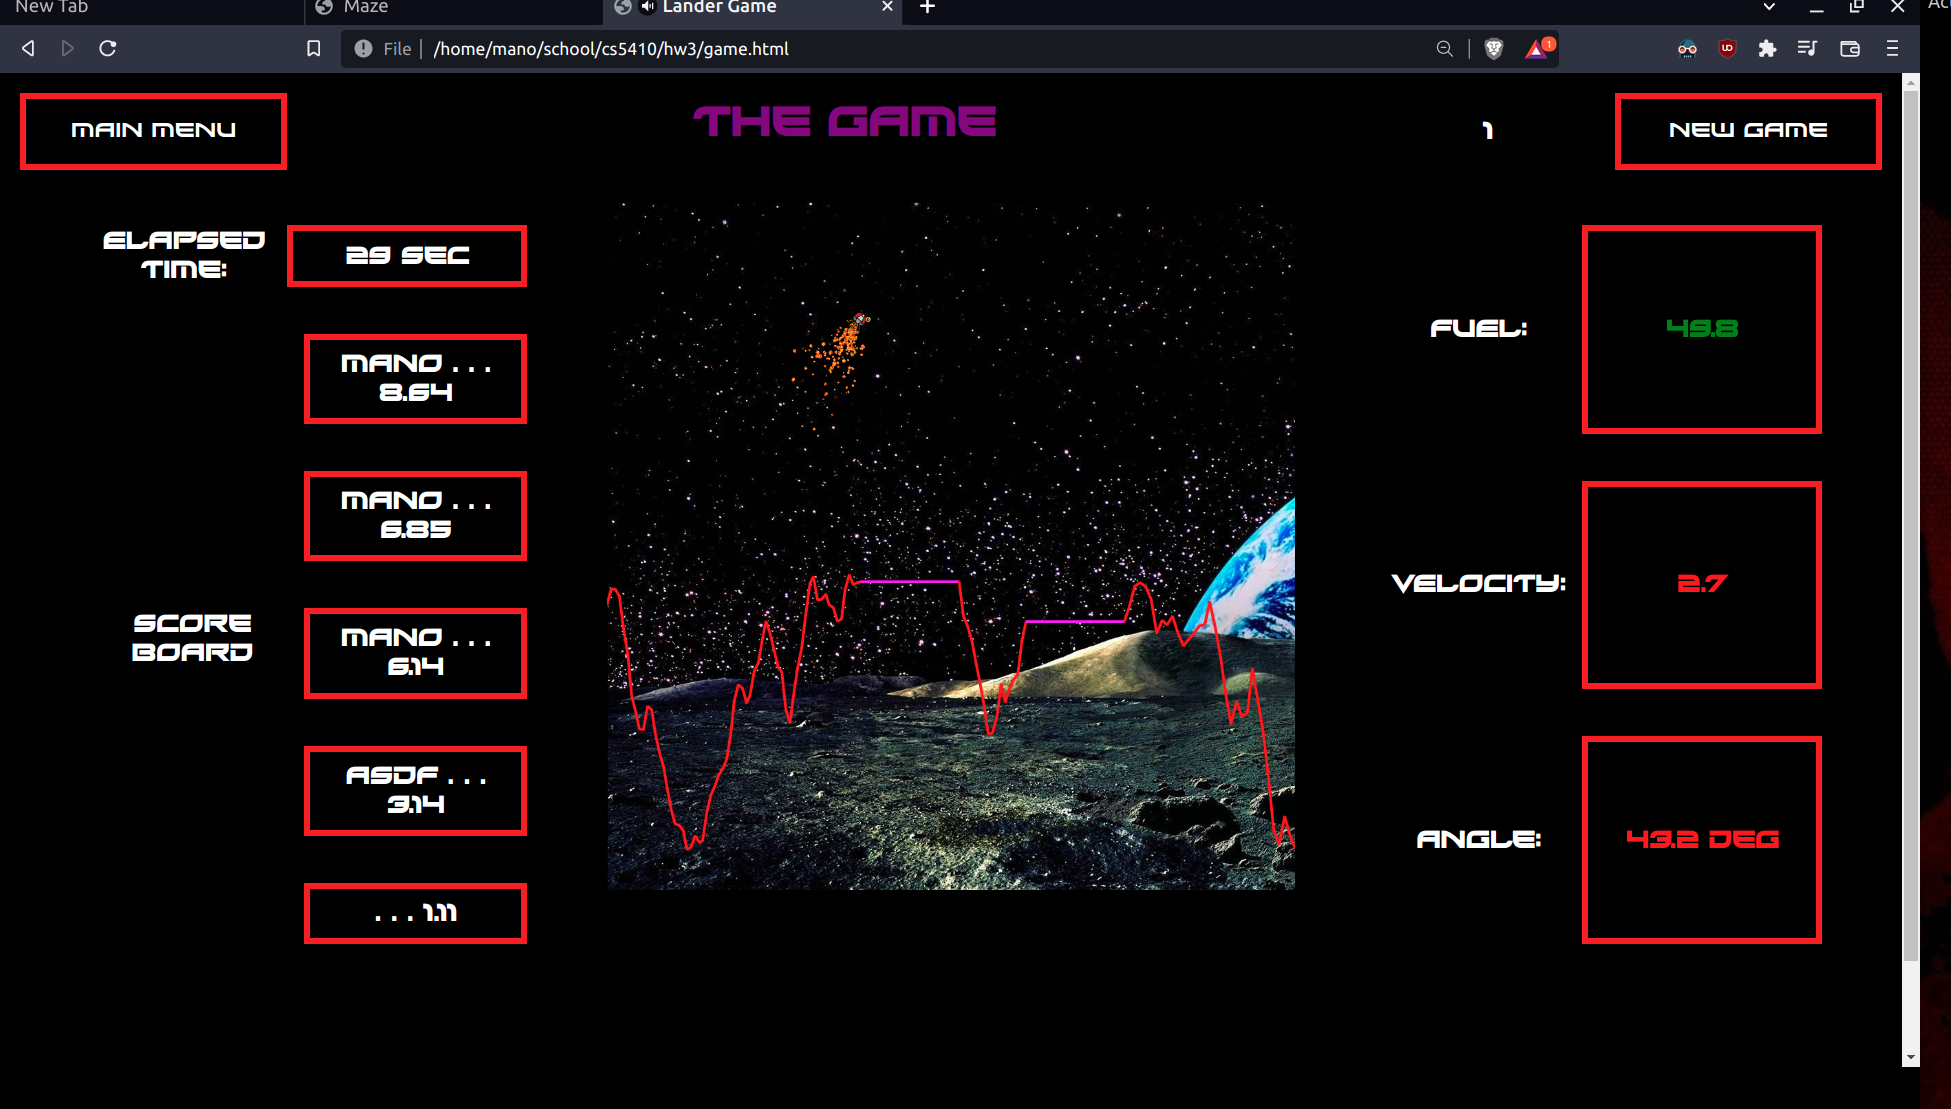 New Tab
Maze
Lander Game
File
/home/mano/school/cs5410/hw3/game.html
1
MAIN MENU
THE GAME
1
NEW GAME
ELAPSED
TIME:
29 SEC
MANO . . .
8.64
MANO . . .
6.85
SCORE
BOARD
MANO . . .
6.14
ASDF . . .
3.14
. . . 1.11
FUEL:
49.8
VELOCITY:
2.7
ANGLE:
43.2 DEG